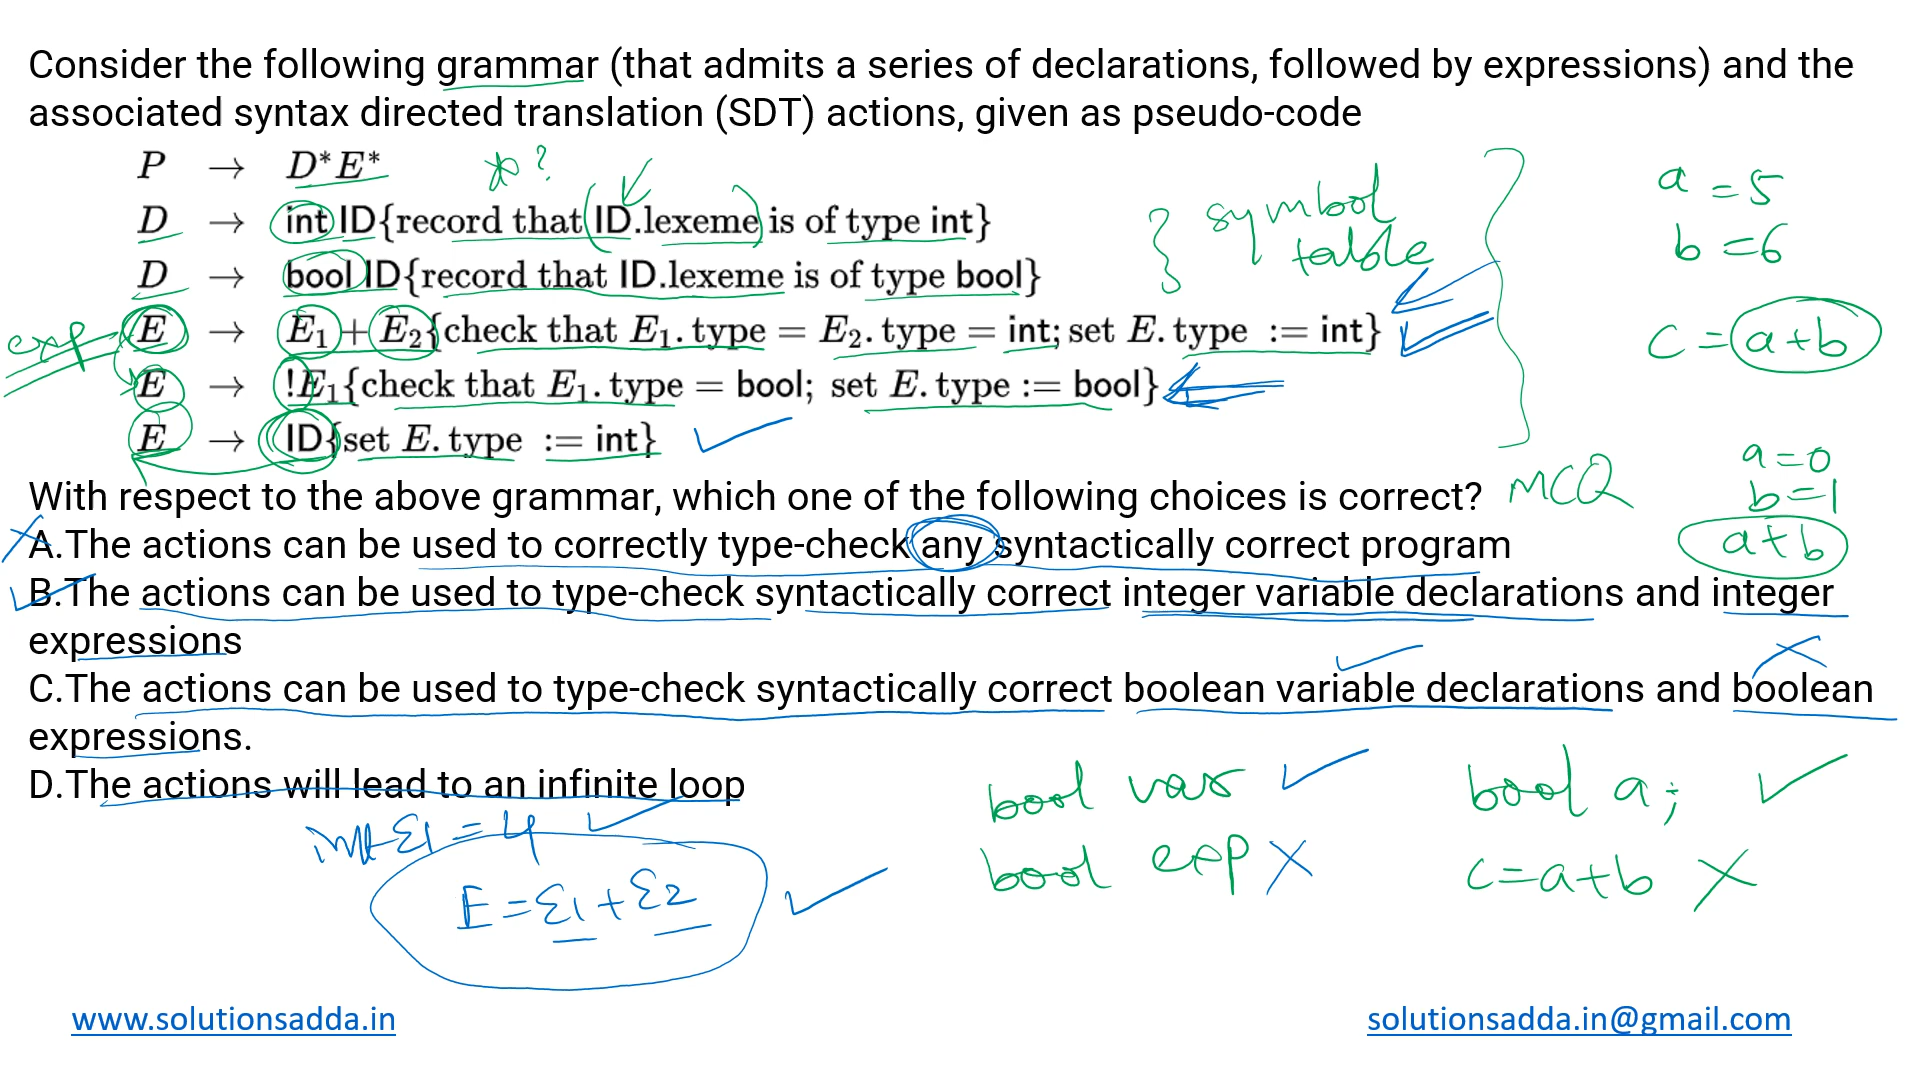 Consider the following grammar (that admits a series of declarations, followed by expressions) and the
associated syntax directed translation (SDT) actions, given as pseudo-code
P → D* E*
* ?
D → int ID{record that ID.lexeme is of type int}
D → bool ID{record that ID.lexeme is of type bool}
} symbol
table
a = 5
b = 6
exp
E → E₁ + E₂{check that E₁.type = E₂.type = int; set E.type := int}
c = a+b
E → !E₁{check that E₁.type = bool; set E.type := bool}
E → ID{set E.type := int}
a=0
b=1
a+b
With respect to the above grammar, which one of the following choices is correct? MCQ
A.The actions can be used to correctly type-check any syntactically correct program
B.The actions can be used to type-check syntactically correct integer variable declarations and integer
expressions
C.The actions can be used to type-check syntactically correct boolean variable declarations and boolean
expressions.
D.The actions will lead to an infinite loop
bool var
bool a;
int E1 = 4
bool exp X
c=a+b X
E = E1 + E2
www.solutionsadda.in
solutionsadda.in@gmail.com